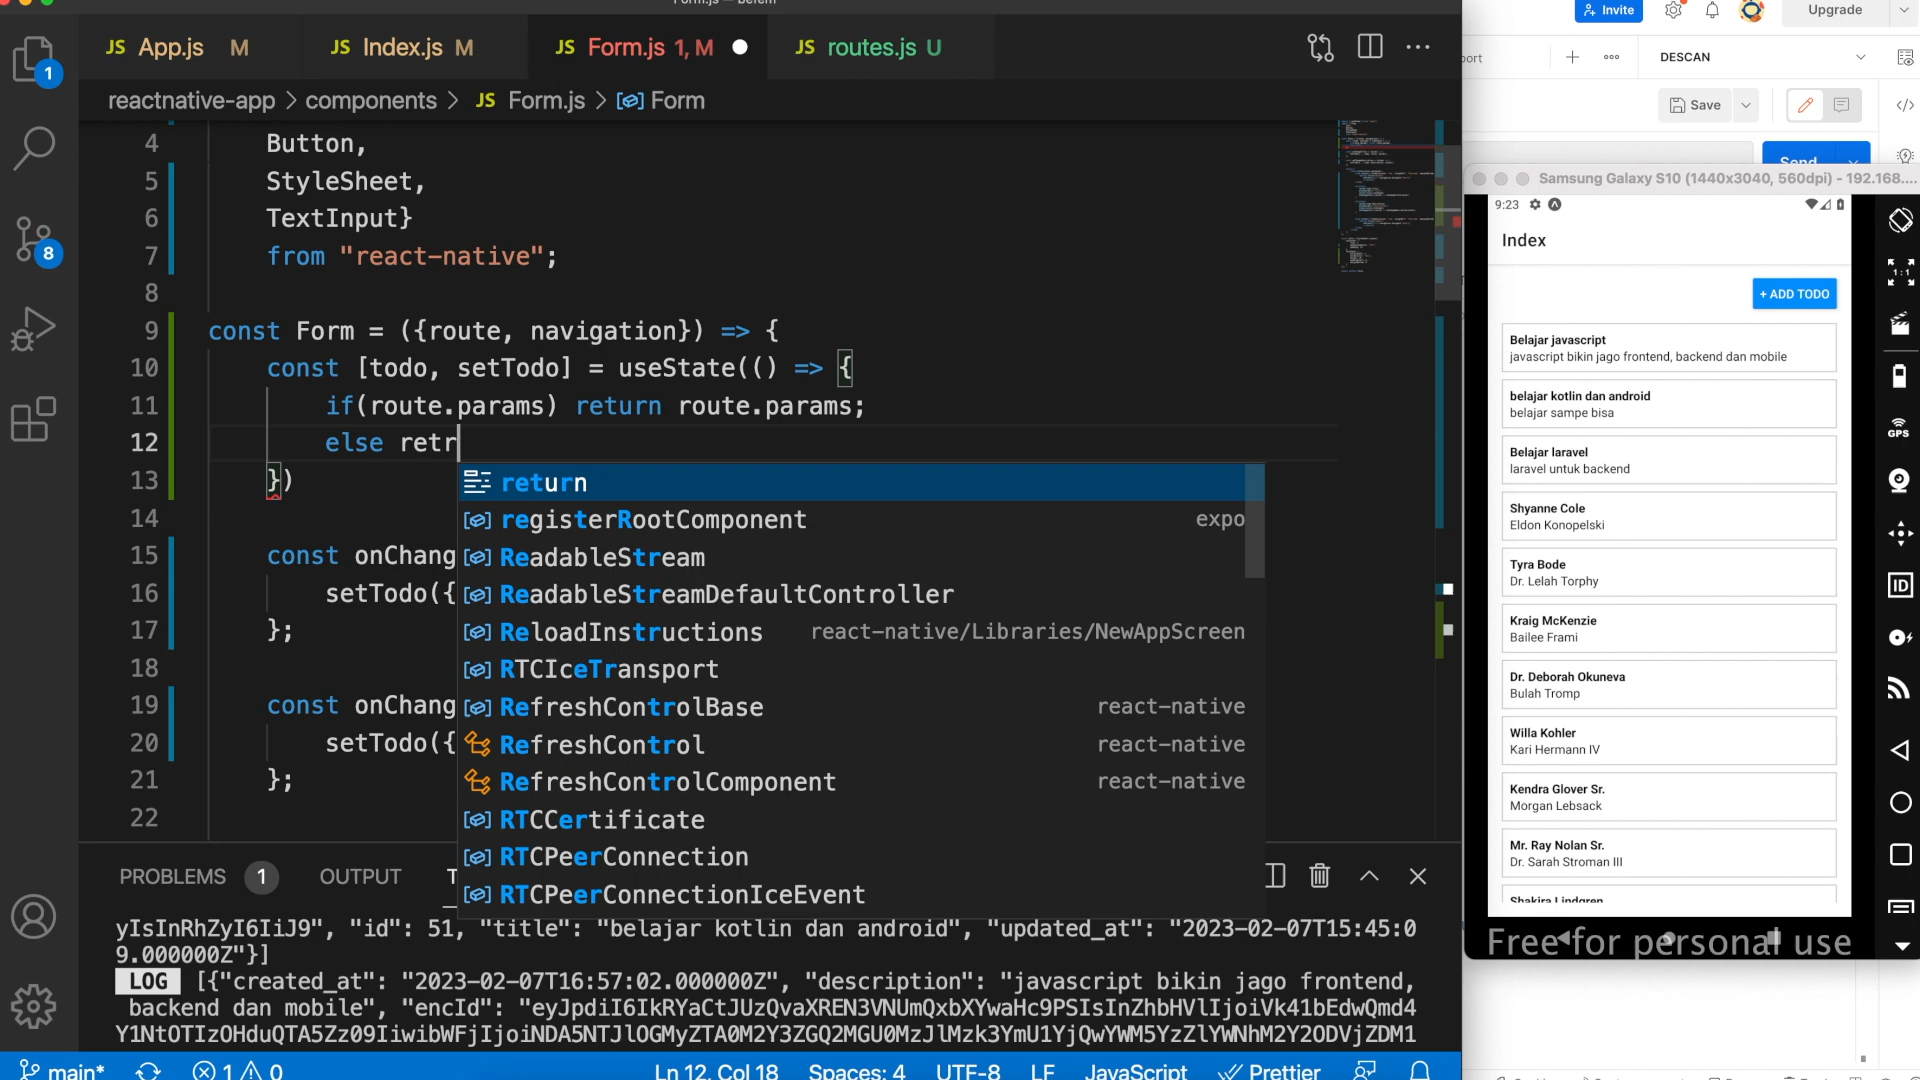 App.js M
Index.js M
Form.js 1, M
routes.js U
reactnative-app > components > JS Form.js > Form
4 Button,
5 StyleSheet,
6 TextInput}
7 from "react-native";
8
9 const Form = ({route, navigation}) => {
10 const [todo, setTodo] = useState(() => {
11 if(route.params) return route.params;
12 else retr
13 })
14
15 const onChang
16 setTodo({
17 };
18
19 const onChang
20 setTodo({
21 };
22
return
registerRootComponent expo
ReadableStream
ReadableStreamDefaultController
ReloadInstructions react-native/Libraries/NewAppScreen
RTCIceTransport
RefreshControlBase react-native
RefreshControl react-native
RefreshControlComponent react-native
RTCCertificate
RTCPeerConnection
RTCPeerConnectionIceEvent
PROBLEMS 1 OUTPUT T
yIsInRhZyI6IiJ9", "id": 51, "title": "belajar kotlin dan android", "updated_at": "2023-02-07T15:45:0
9.000000Z"}]
LOG [{"created_at": "2023-02-07T16:57:02.000000Z", "description": "javascript bikin jago frontend,
backend dan mobile", "encId":
main* 1 0 Ln 12, Col 18 Spaces: 4 UTF-8 LF JavaScript Prettier
Invite Upgrade
port DESCAN
Save
Send
Samsung Galaxy S10 (1440x3040, 560dpi) - 192.168....
9:23
Index
+ ADD TODO
Belajar javascript
javascript bikin jago frontend, backend dan mobile
belajar kotlin dan android
belajar sampe bisa
Belajar laravel
laravel untuk backend
Shyanne Cole
Eldon Konopelski
Tyra Bode
Dr. Lelah Torphy
Kraig McKenzie
Bailee Frami
Dr. Deborah Okuneva
Bulah Tromp
Willa Kohler
Kari Hermann IV
Kendra Glover Sr.
Morgan Lebsack
Mr. Ray Nolan Sr.
Dr. Sarah Stroman III
Shakira Lindgren
Free for personal use
1:1
GPS
ID